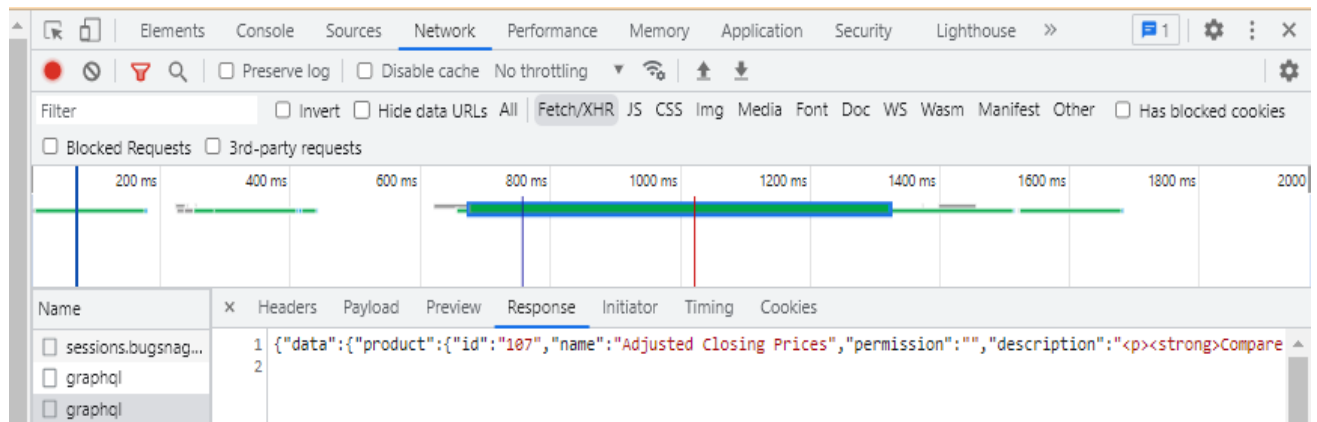 Elements Console Sources Network Performance Memory Application Security Lighthouse » 1
Preserve log Disable cache No throttling
Filter Invert Hide data URLs All Fetch/XHR JS CSS Img Media Font Doc WS Wasm Manifest Other Has blocked cookies
Blocked Requests 3rd-party requests
200 ms 400 ms 600 ms 800 ms 1000 ms 1200 ms 1400 ms 1600 ms 1800 ms 2000
Name × Headers Payload Preview Response Initiator Timing Cookies
sessions.bugsnag... 1 {"data":{"product":{"id":"107","name":"Adjusted Closing Prices","permission":"","description":"<p><strong>Compare
2
graphql
graphql